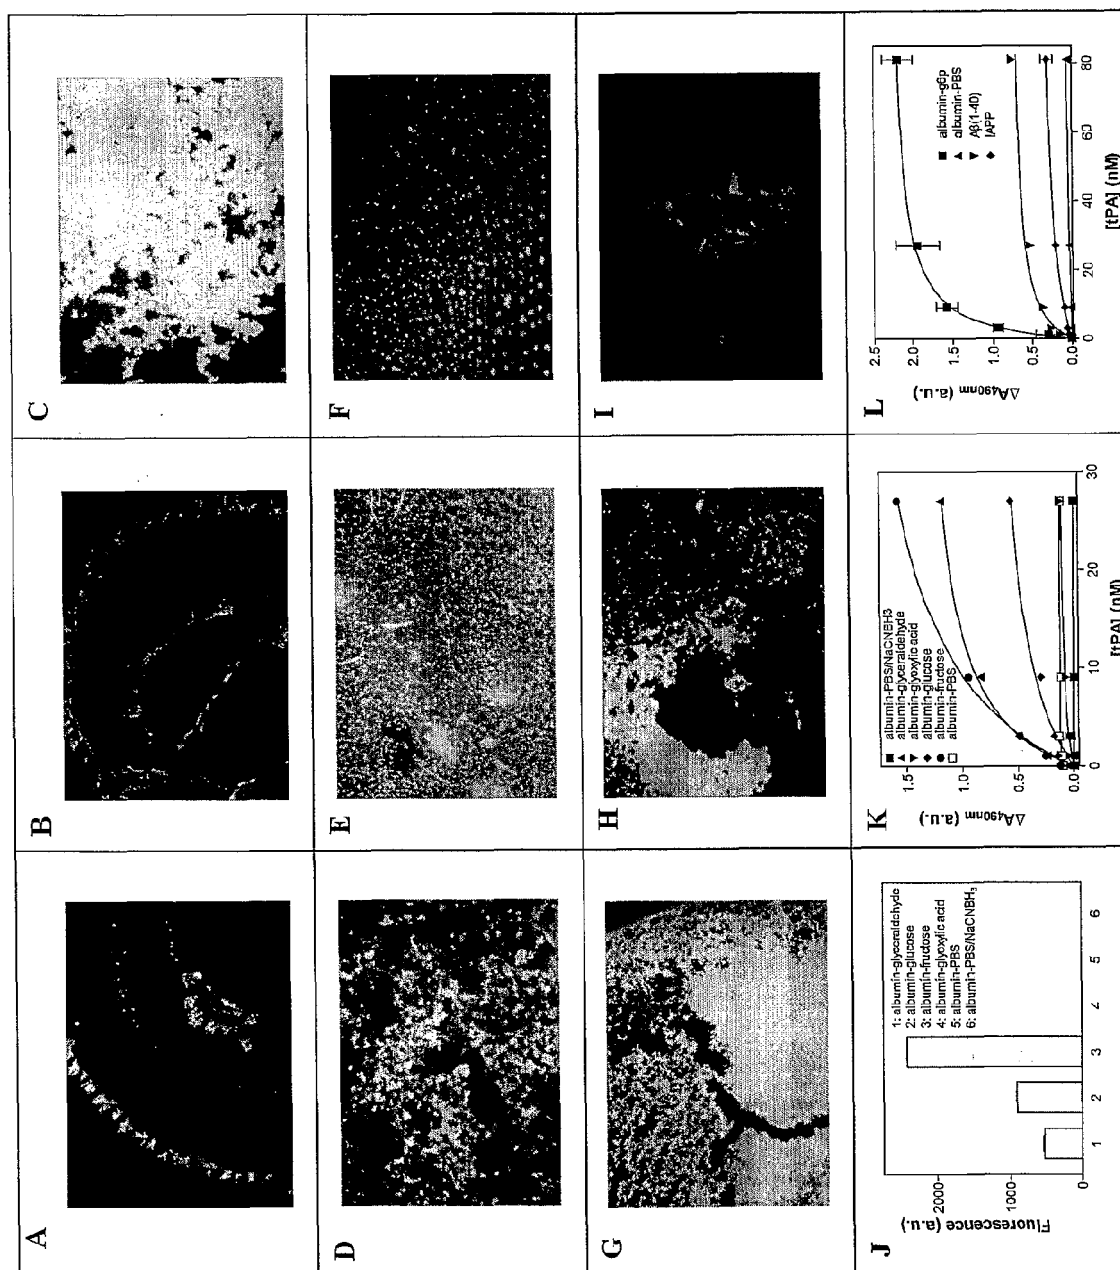 A
B
C
D
E
F
G
H
I
J
Fluorescence (a.u.)
2000
1000
0
1: albumin-glyceraldehyde
2: albumin-glucose
3: albumin-fructose
4: albumin-glyoxylic acid
5: albumin-PBS
6: albumin-PBS/NaCNBH₃
1 2 3 4 5 6
K
ΔA₄₉₀nm (a.u.)
1.5
1.0
0.5
0.0
albumin-PBS/NaCNBH3
albumin-glyceraldehyde
albumin-glyoxylic acid
albumin-glucose
albumin-fructose
albumin-PBS
0 10 20 30
[tPA] (nM)
L
ΔA₄₉₀nm (a.u.)
2.5
2.0
1.5
1.0
0.5
0.0
albumin-g6p
albumin-PBS
Aβ(1-40)
IAPP
0 20 40 60 80
[tPA] (nM)